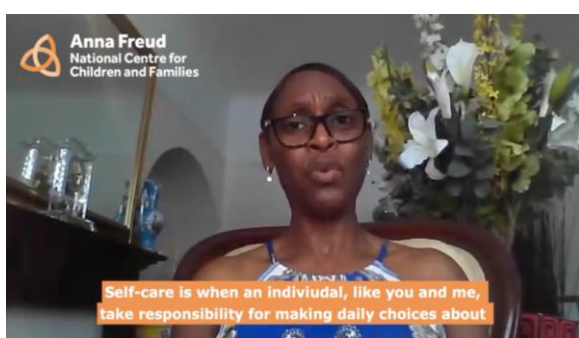 Anna Freud
National Centre for
Children and Families
Self-care is when an indiviudal, like you and me,
take responsibility for making daily choices about